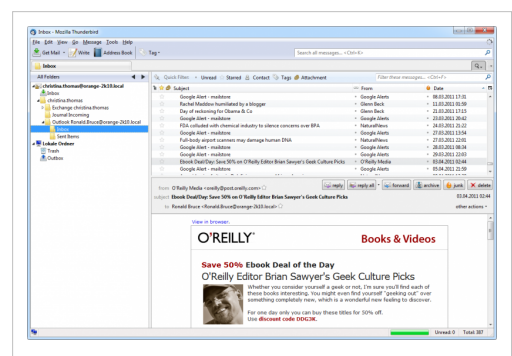 Inbox - Mozilla Thunderbird
File Edit View Go Message Tools Help
Get Mail Write Address Book Tag
Search all messages... <Ctrl+K>
Inbox
All Folders
Quick Filter: Unread Starred Contact Tags Attachment
Filter these messages... <Ctrl+F>
christina.thomas@orange-2k10.local
Inbox
christina.thomas
Exchange christina.thomas
Journal Incoming
Outlook Ronald.Bruce@orange-2k10.local
Inbox
Sent Items
Lokale Ordner
Trash
Outbox
Subject From Date
Google Alert - mailstore Google Alerts 08.03.2011 17:01
Rachel Maddow humiliated by a blogger Glenn Beck 11.03.2011 01:59
Day of reckoning for Obama & Co Glenn Beck 21.03.2011 17:15
Google Alert - mailstore Google Alerts 21.03.2011 20:42
FDA colluded with chemical industry to silence concerns over BPA NaturalNews 24.03.2011 21:22
Google Alert - mailstore Google Alerts 27.03.2011 13:54
Full-body airport scanners may damage human DNA NaturalNews 27.03.2011 22:01
Google Alert - mailstore Google Alerts 28.03.2011 08:34
Google Alert - mailstore Google Alerts 29.03.2011 22:03
Ebook Deal/Day: Save 50% on O'Reilly Editor Brian Sawyer's Geek Culture Picks O'Reilly Media 03.04.2011 02:44
Google Alert - mailstore Google Alerts 05.04.2011 21:59
from O'Reilly Media <oreilly@post.oreilly.com>
reply reply all forward archive junk delete
subject Ebook Deal/Day: Save 50% on O'Reilly Editor Brian Sawyer's Geek Culture Picks 03.04.2011 02:44
to Ronald Bruce <Ronald.Bruce@orange-2k10.local> other actions
View in browser.
O'REILLY Books & Videos
Save 50% Ebook Deal of the Day
O'Reilly Editor Brian Sawyer's Geek Culture Picks
Whether you consider yourself a geek or not, I'm sure you'll find each of
these books interesting. You might even find yourself "geeking out" over
something completely new, which is a wonderful new feeling to discover.
For one day only you can buy these titles for 50% off.
Use discount code DDG3K.
Unread: 0 Total: 387